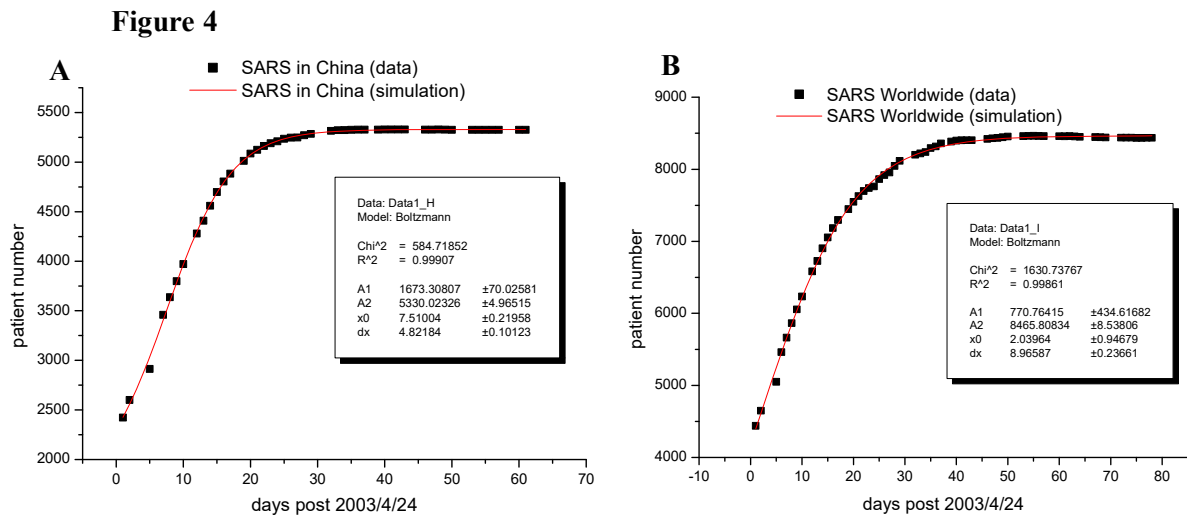 Figure 4
A
SARS in China (data)
SARS in China (simulation)
5500
5000
4500
4000
3500
3000
2500
2000
patient number
Data: Data1_H
Model: Boltzmann
Chi^2 = 584.71852
R^2 = 0.99907
A1 1673.30807 ±70.02581
A2 5330.02326 ±4.96515
x0 7.51004 ±0.21958
dx 4.82184 ±0.10123
0 10 20 30 40 50 60 70
days post 2003/4/24
B
SARS Worldwide (data)
SARS Worldwide (simulation)
9000
8000
7000
6000
5000
4000
patient number
Data: Data1_I
Model: Boltzmann
Chi^2 = 1630.73767
R^2 = 0.99861
A1 770.76415 ±434.61682
A2 8465.80834 ±8.53806
x0 2.03964 ±0.94679
dx 8.96587 ±0.23661
-10 0 10 20 30 40 50 60 70 80
days post 2003/4/24